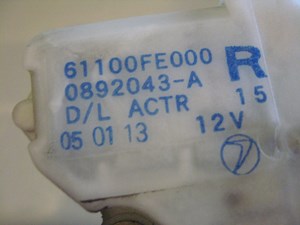 61100FE000 R
0892043-A
D/L ACTR 15
05 01 13 12V